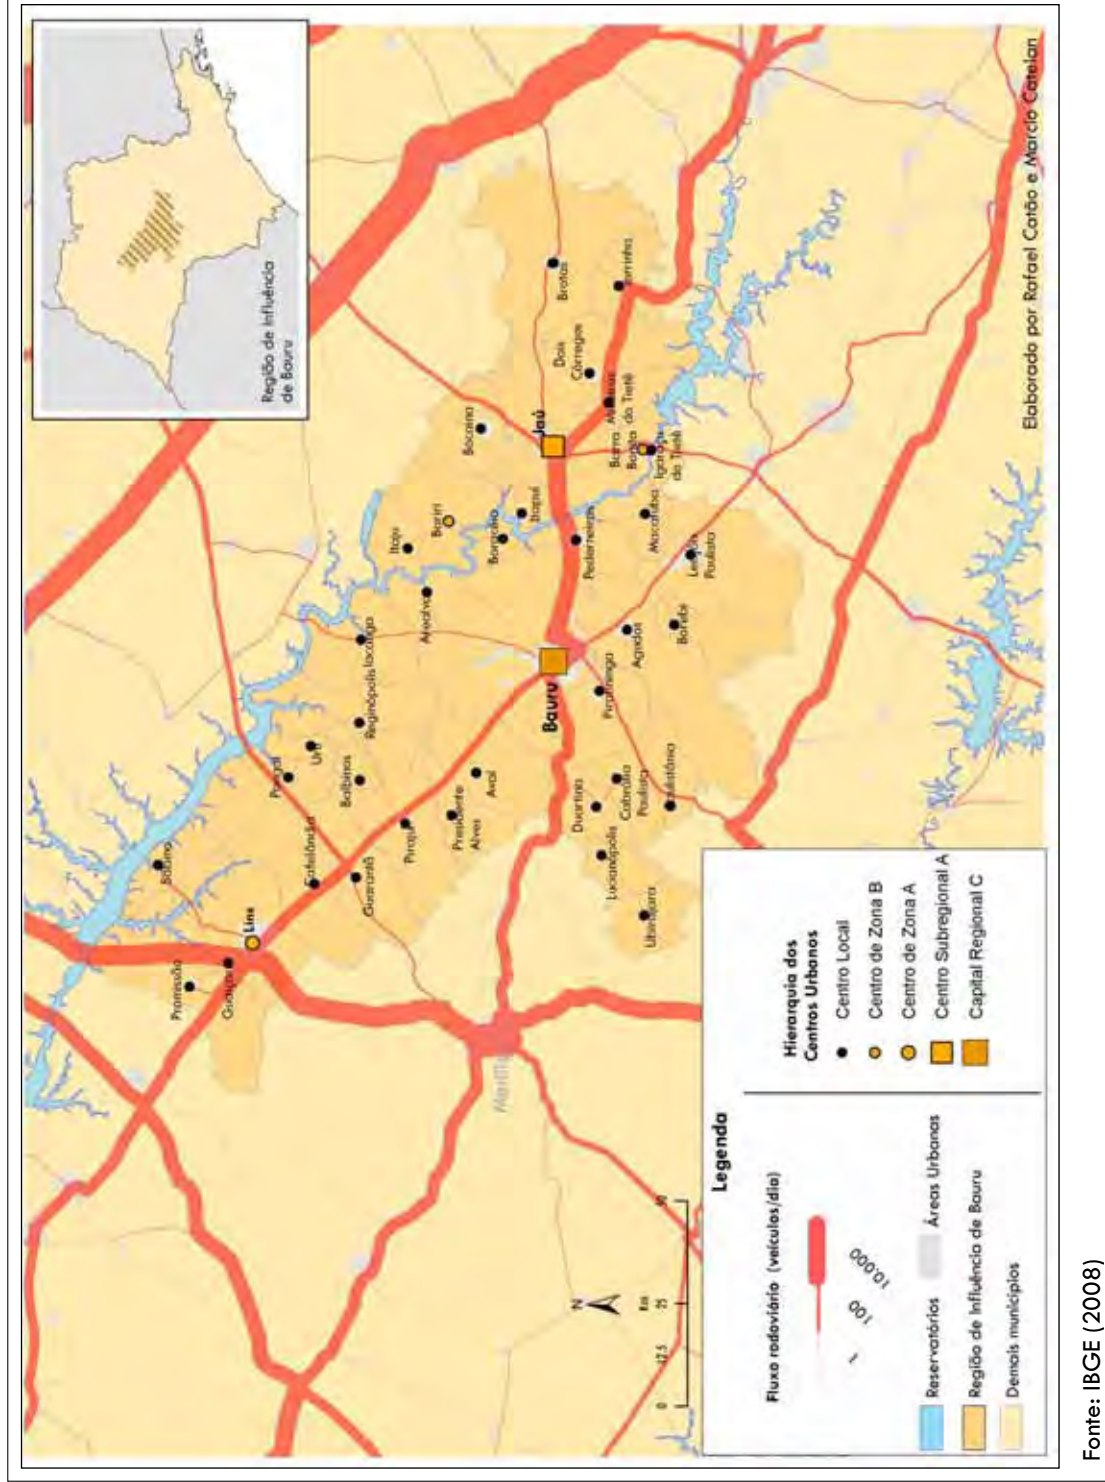 Região de Influência
de Bauru
Promissão
Guaiçara
Lins
Sabino
Cafelândia
Guarantã
Pongaí
Uru
Balbinos
Reginópolis
Iacanga
Pirajuí
Presidente
Alves
Avaí
Arealva
Itaju
Bariri
Boracéia
Itapuí
Bocaina
Jaú
Dois
Córregos
Brotas
Torrinha
Mineiros
do Tietê
Barra
Bonita
Igaraçu
do Tietê
Pederneiras
Macatuba
Lençóis
Paulista
Borebi
Agudos
Bauru
Piratininga
Duartina
Cabrália
Paulista
Paulistânia
Lucianópolis
Ubirajara
Marília
N
Km
0 12,5 25 50
Legenda
Fluxo rodoviário (veículos/dia)
1 100 10.000
Reservatórios
Áreas Urbanas
Região de Influência de Bauru
Demais municípios
Hierarquia dos
Centros Urbanos
Centro Local
Centro de Zona B
Centro de Zona A
Centro Subregional A
Capital Regional C
Elaborado por Rafael Catão e Marcio Catelan
Fonte: IBGE (2008)